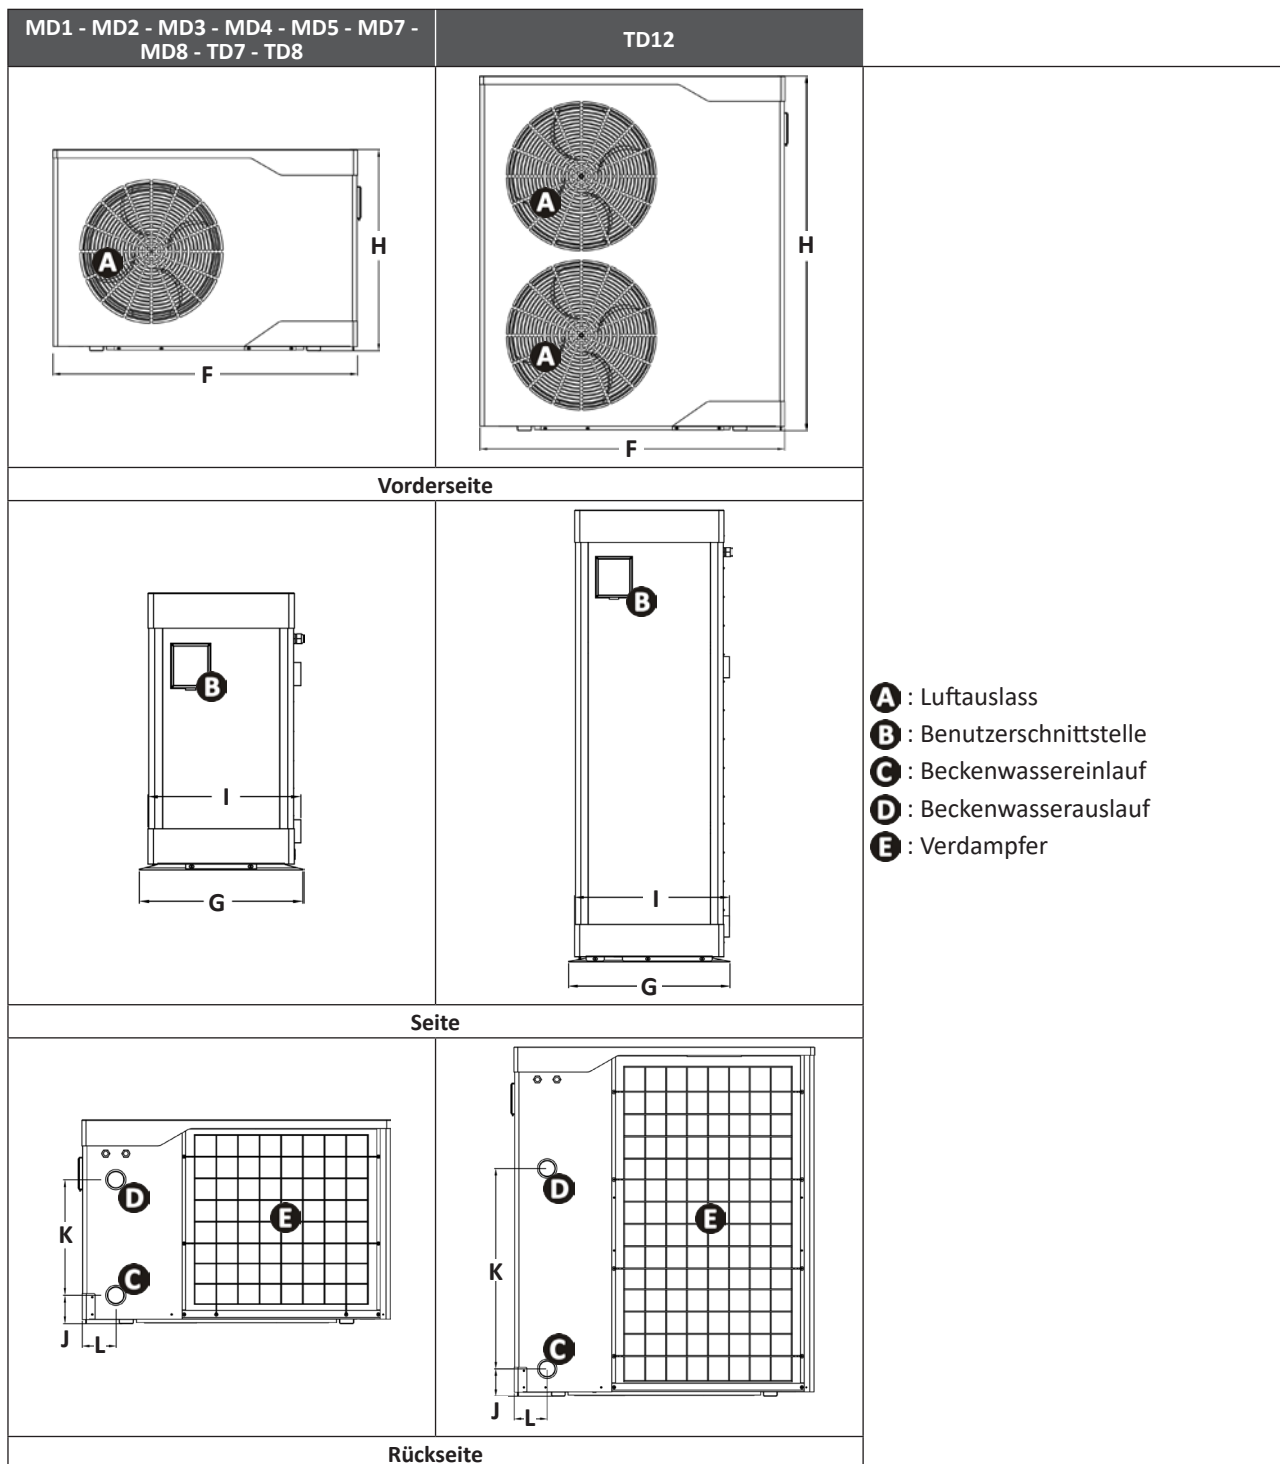 MD1 - MD2 - MD3 - MD4 - MD5 - MD7 -
MD8 - TD7 - TD8
TD12
A
H
F
A
A
H
F
Vorderseite
B
I
G
B
I
G
Seite
D
E
K
C
J
L
D
E
K
C
J
L
Rückseite
A : Luftauslass
B : Benutzerschnittstelle
C : Beckenwassereinlauf
D : Beckenwasserauslauf
E : Verdampfer